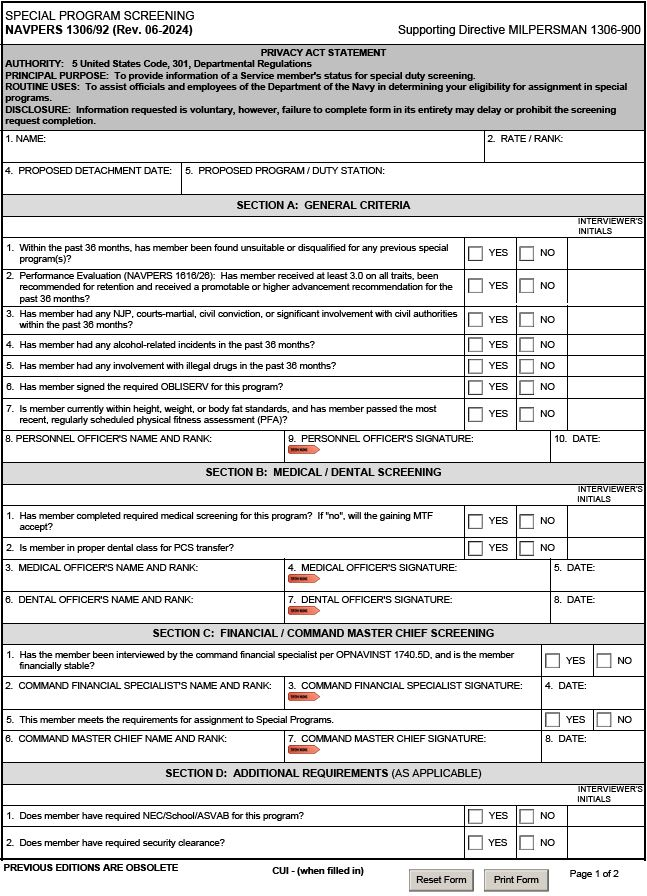 SPECIAL PROGRAM SCREENING
NAVPERS 1306/92 (Rev. 06-2024)
Supporting Directive MILPERSMAN 1306-900
PRIVACY ACT STATEMENT
AUTHORITY: 5 United States Code, 301, Departmental Regulations
PRINCIPAL PURPOSE: To provide information of a Service member's status for special duty screening.
ROUTINE USES: To assist officials and employees of the Department of the Navy in determining your eligibility for assignment in special
programs.
DISCLOSURE: Information requested is voluntary, however, failure to complete form in its entirety may delay or prohibit the screening
request completion.
1. NAME:
2. RATE / RANK:
4. PROPOSED DETACHMENT DATE:
5. PROPOSED PROGRAM / DUTY STATION:
SECTION A: GENERAL CRITERIA
INTERVIEWER'S
INITIALS
1. Within the past 36 months, has member been found unsuitable or disqualified for any previous special
program(s)?
YES NO
2. Performance Evaluation (NAVPERS 1616/26): Has member received at least 3.0 on all traits, been
recommended for retention and received a promotable or higher advancement recommendation for the
past 36 months?
YES NO
3. Has member had any NJP, courts-martial, civil conviction, or significant involvement with civil authorities
within the past 36 months?
YES NO
4. Has member had any alcohol-related incidents in the past 36 months?
YES NO
5. Has member had any involvement with illegal drugs in the past 36 months?
YES NO
6. Has member signed the required OBLISERV for this program?
YES NO
7. Is member currently within height, weight, or body fat standards, and has member passed the most
recent, regularly scheduled physical fitness assessment (PFA)?
YES NO
8. PERSONNEL OFFICER'S NAME AND RANK:
9. PERSONNEL OFFICER'S SIGNATURE:
10. DATE:
SECTION B: MEDICAL / DENTAL SCREENING
INTERVIEWER'S
INITIALS
1. Has member completed required medical screening for this program? If "no", will the gaining MTF
accept?
YES NO
2. Is member in proper dental class for PCS transfer?
YES NO
3. MEDICAL OFFICER'S NAME AND RANK:
4. MEDICAL OFFICER'S SIGNATURE:
5. DATE:
6. DENTAL OFFICER'S NAME AND RANK:
7. DENTAL OFFICER'S SIGNATURE:
8. DATE:
SECTION C: FINANCIAL / COMMAND MASTER CHIEF SCREENING
1. Has the member been interviewed by the command financial specialist per OPNAVINST 1740.5D, and is the member
financially stable?
YES NO
2. COMMAND FINANCIAL SPECIALIST'S NAME AND RANK:
3. COMMAND FINANCIAL SPECIALIST SIGNATURE:
4. DATE:
5. This member meets the requirements for assignment to Special Programs.
YES NO
6. COMMAND MASTER CHIEF NAME AND RANK:
7. COMMAND MASTER CHIEF SIGNATURE:
8. DATE:
SECTION D: ADDITIONAL REQUIREMENTS (AS APPLICABLE)
INTERVIEWER'S
INITIALS
1. Does member have required NEC/School/ASVAB for this program?
YES NO
2. Does member have required security clearance?
YES NO
PREVIOUS EDITIONS ARE OBSOLETE
CUI - (when filled in)
Reset Form
Print Form
Page 1 of 2